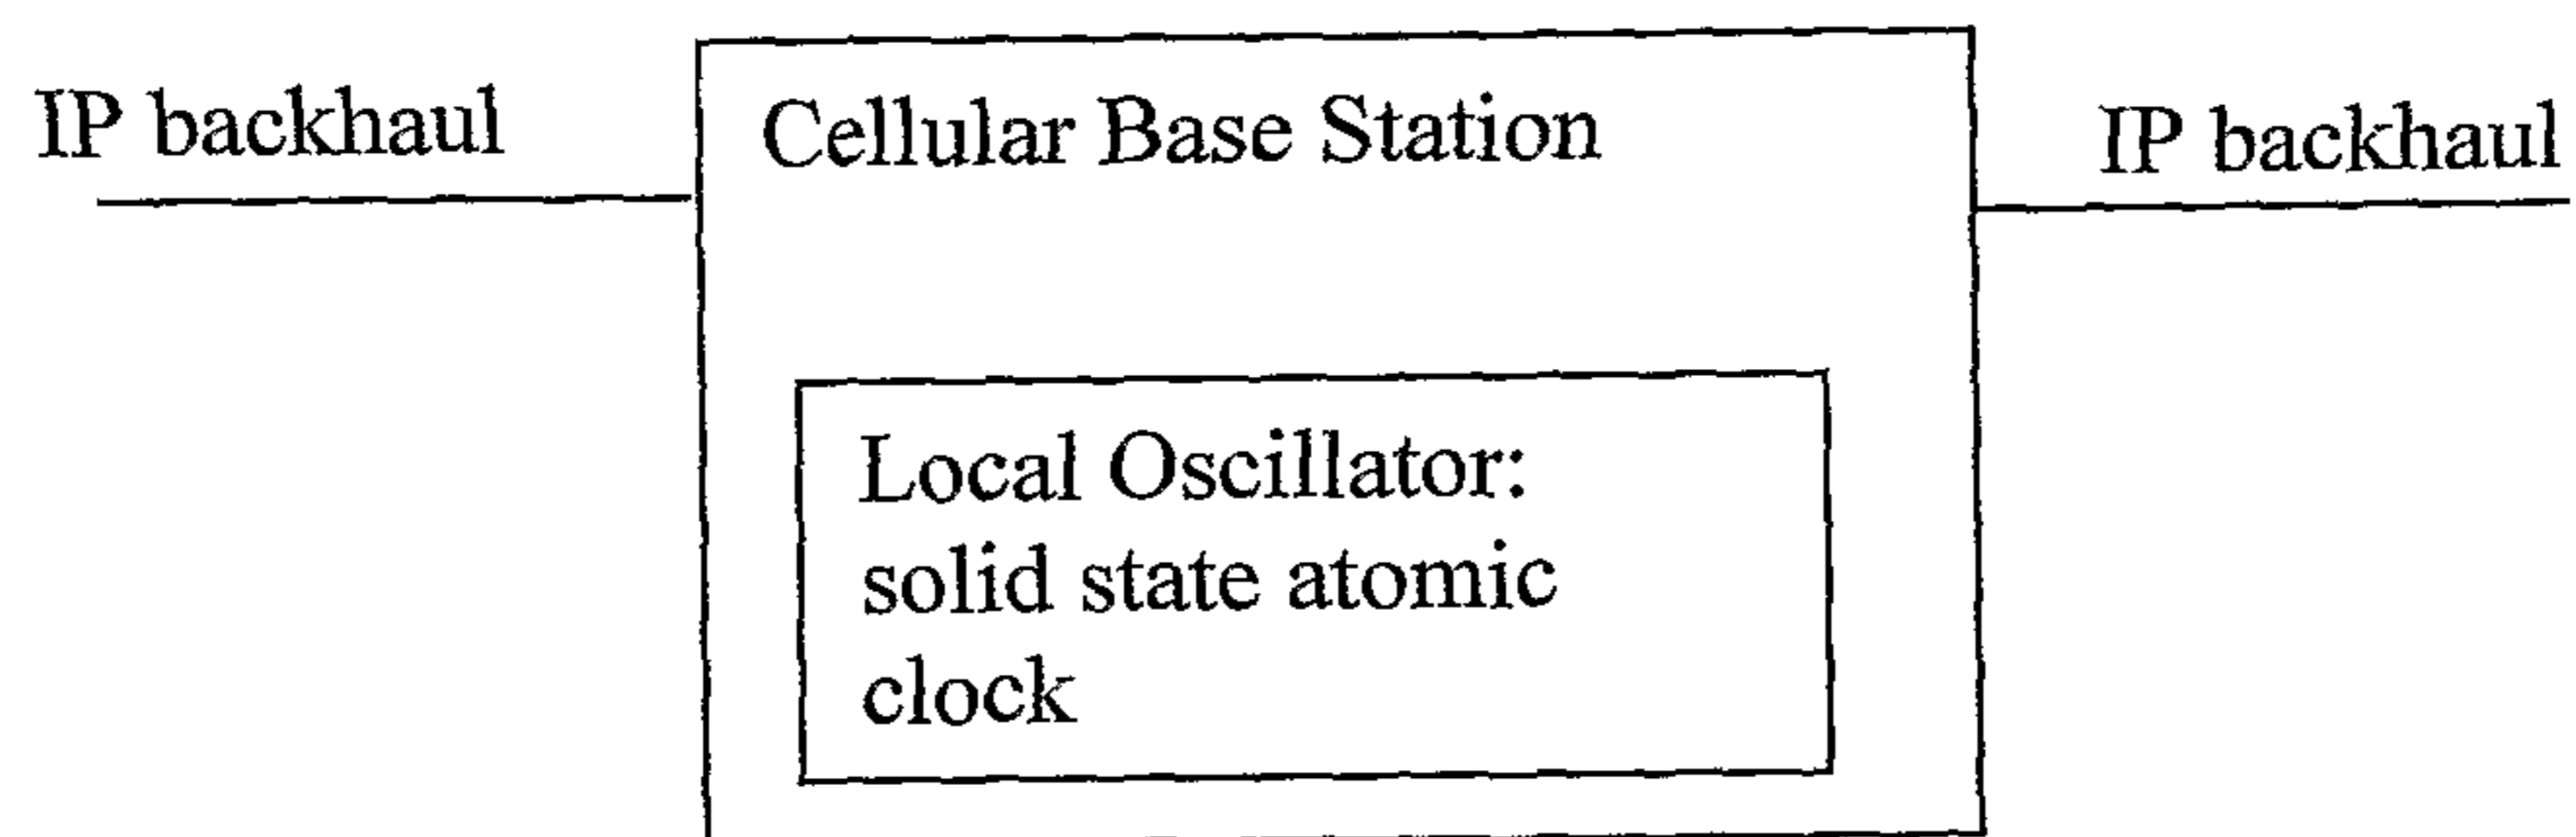 IP backhaul
Cellular Base Station
IP backhaul
Local Oscillator:
solid state atomic
clock